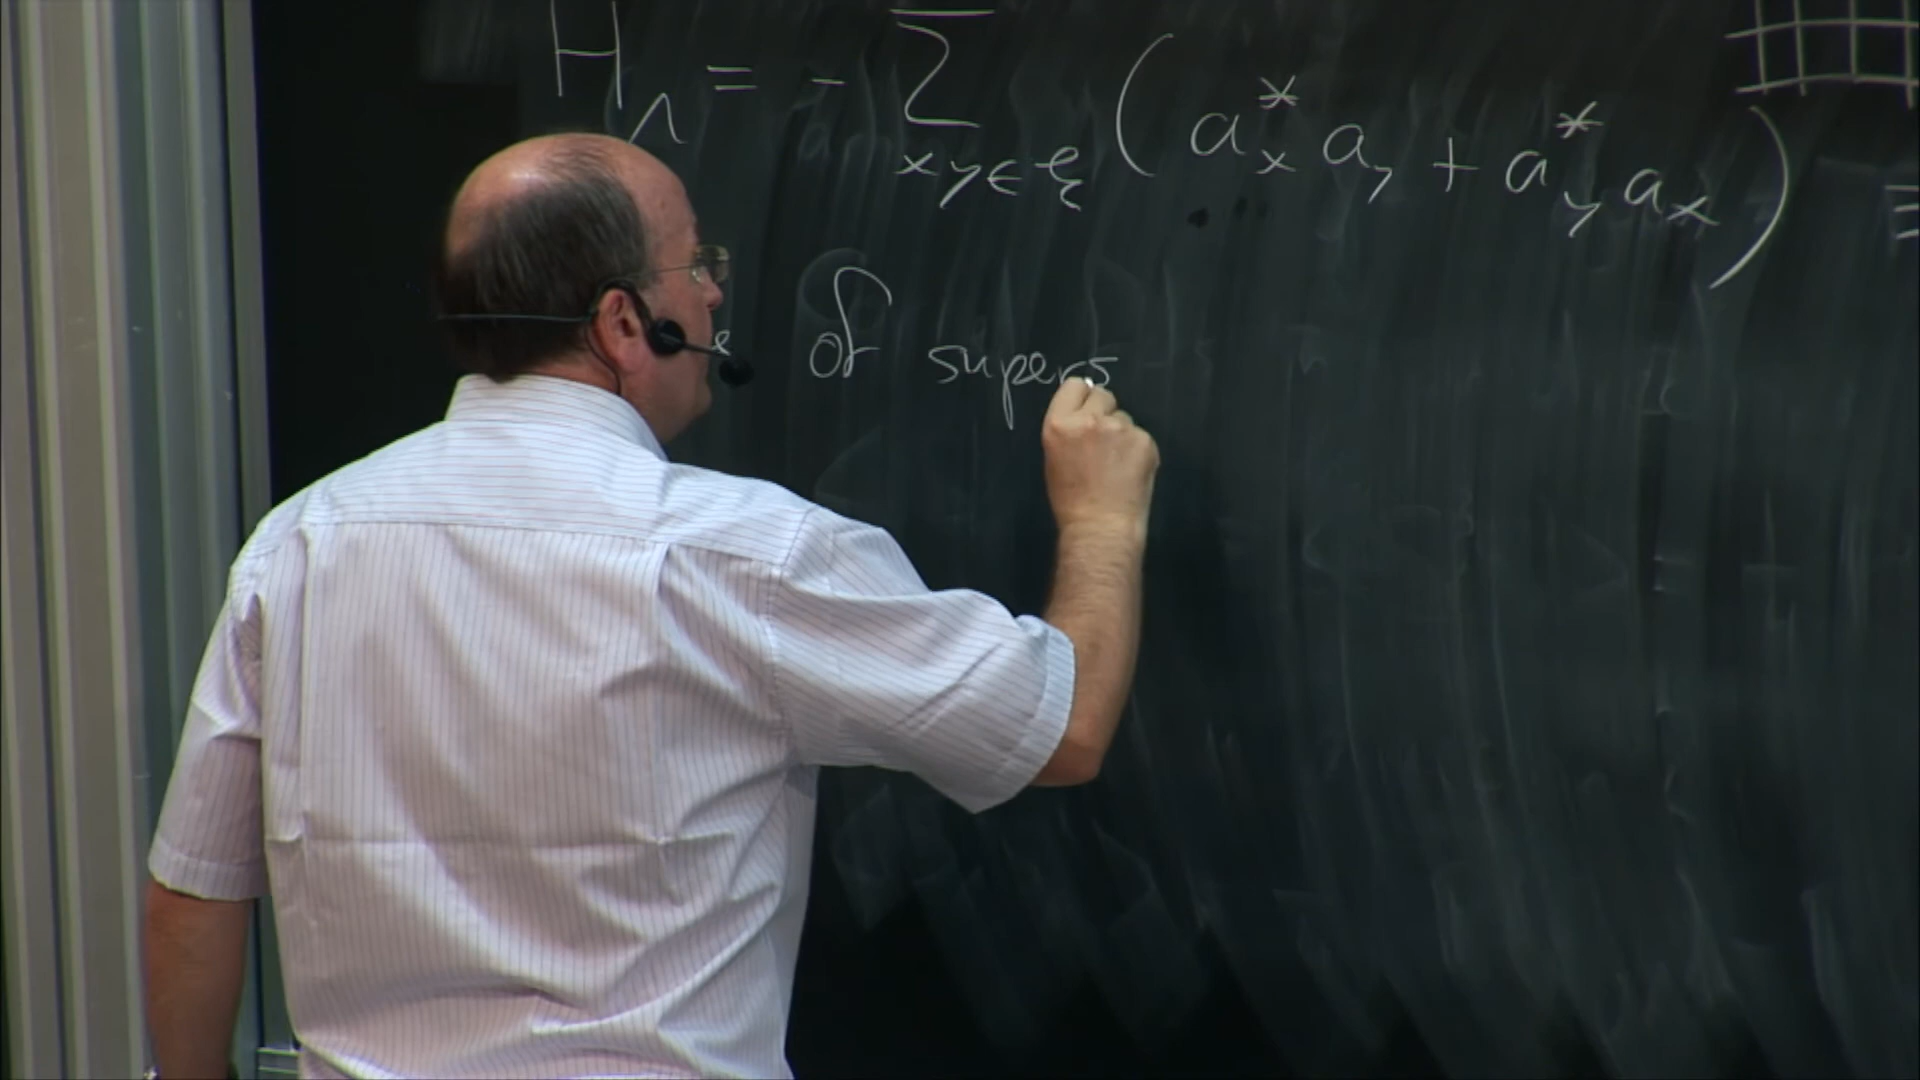 H_Λ = - Σ_{xy∈ξ} (a*_x a_y + a*_y a_x) ≡
of supers